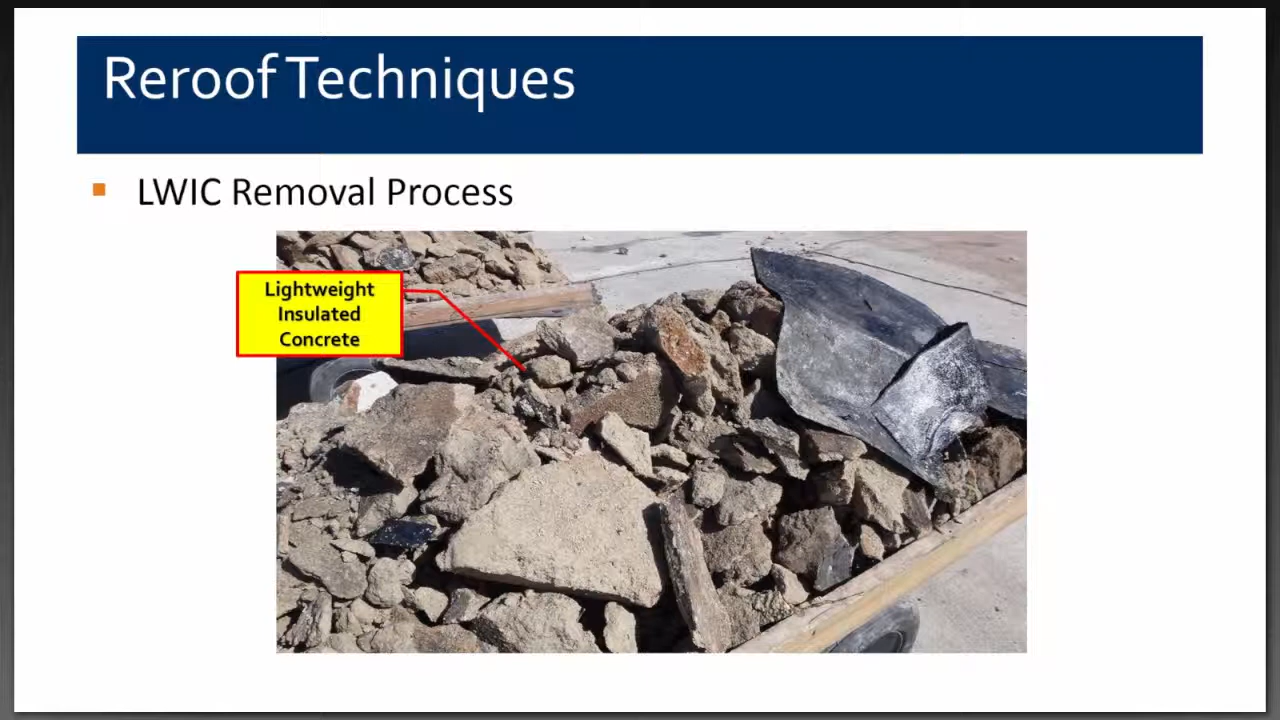 Reroof Techniques
LWIC Removal Process
Lightweight
Insulated
Concrete